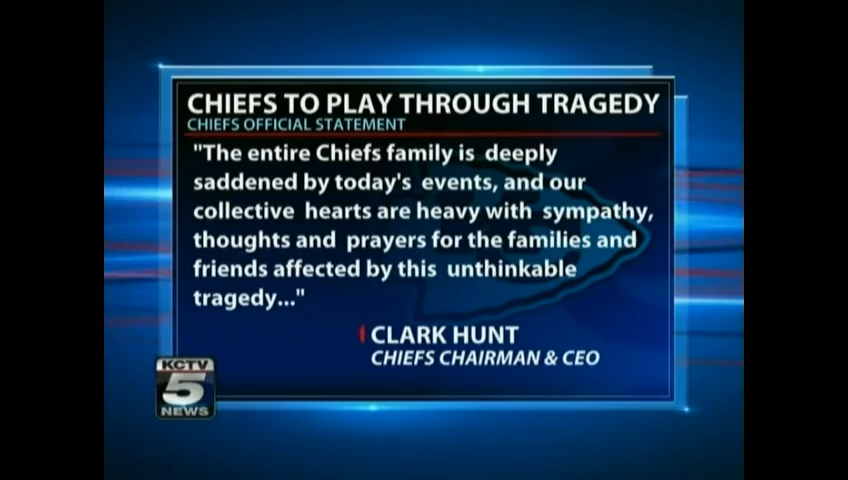 CHIEFS TO PLAY THROUGH TRAGEDY
CHIEFS OFFICIAL STATEMENT
"The entire Chiefs family is deeply
saddened by today's events, and our
collective hearts are heavy with sympathy,
thoughts and prayers for the families and
friends affected by this unthinkable
tragedy..."
CLARK HUNT
CHIEFS CHAIRMAN & CEO
KCTV
5
NEWS